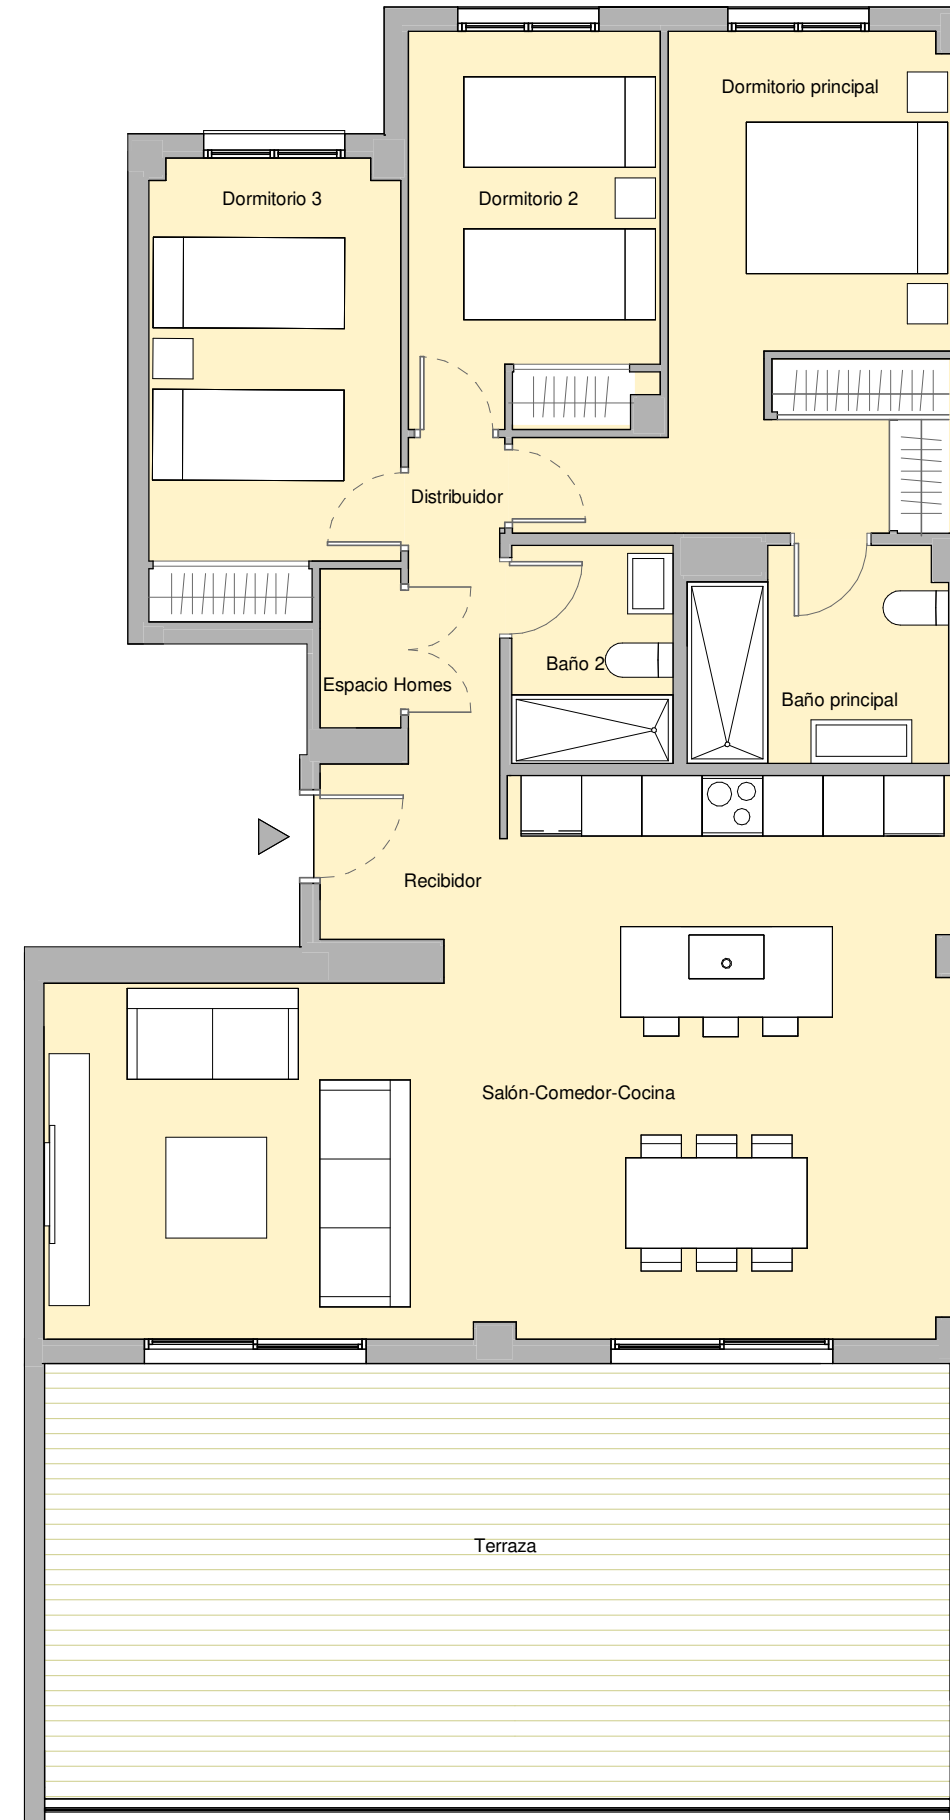 Dormitorio principal
Dormitorio 3
Dormitorio 2
Distribuidor
Baño 2
Espacio Homes
Baño principal
Recibidor
Salón-Comedor-Cocina
Terraza